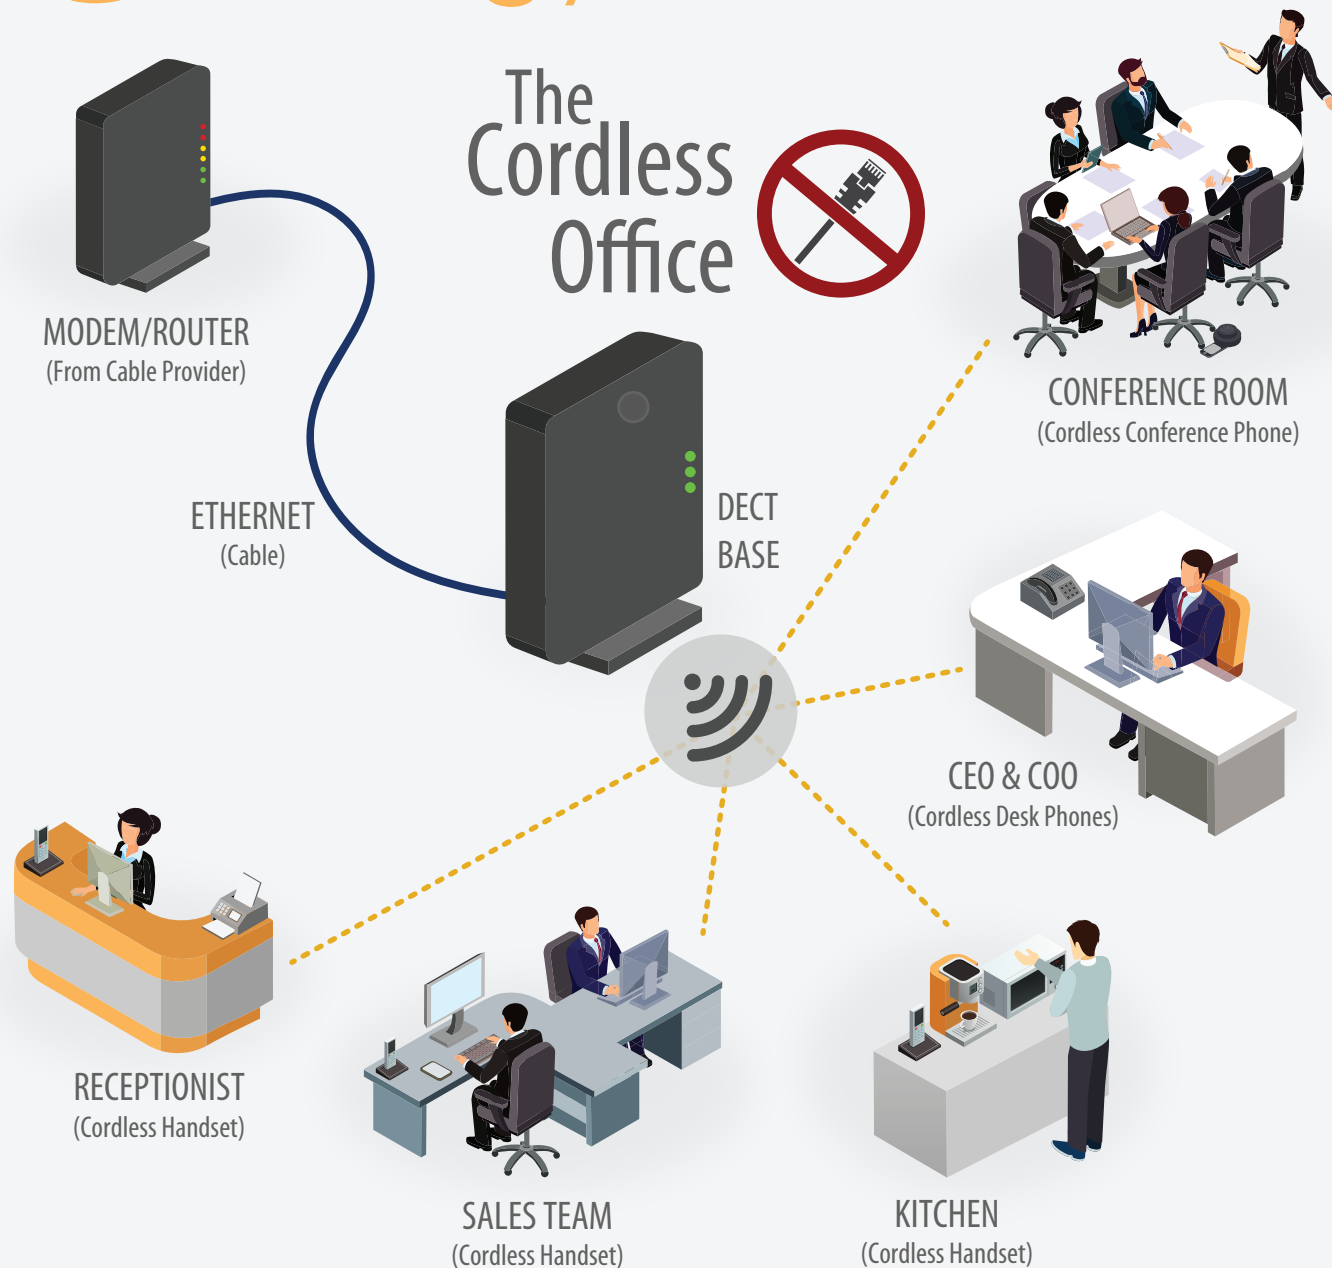 The
Cordless
Office
MODEM/ROUTER
(From Cable Provider)
ETHERNET
(Cable)
DECT
BASE
CONFERENCE ROOM
(Cordless Conference Phone)
CEO & COO
(Cordless Desk Phones)
RECEPTIONIST
(Cordless Handset)
SALES TEAM
(Cordless Handset)
KITCHEN
(Cordless Handset)